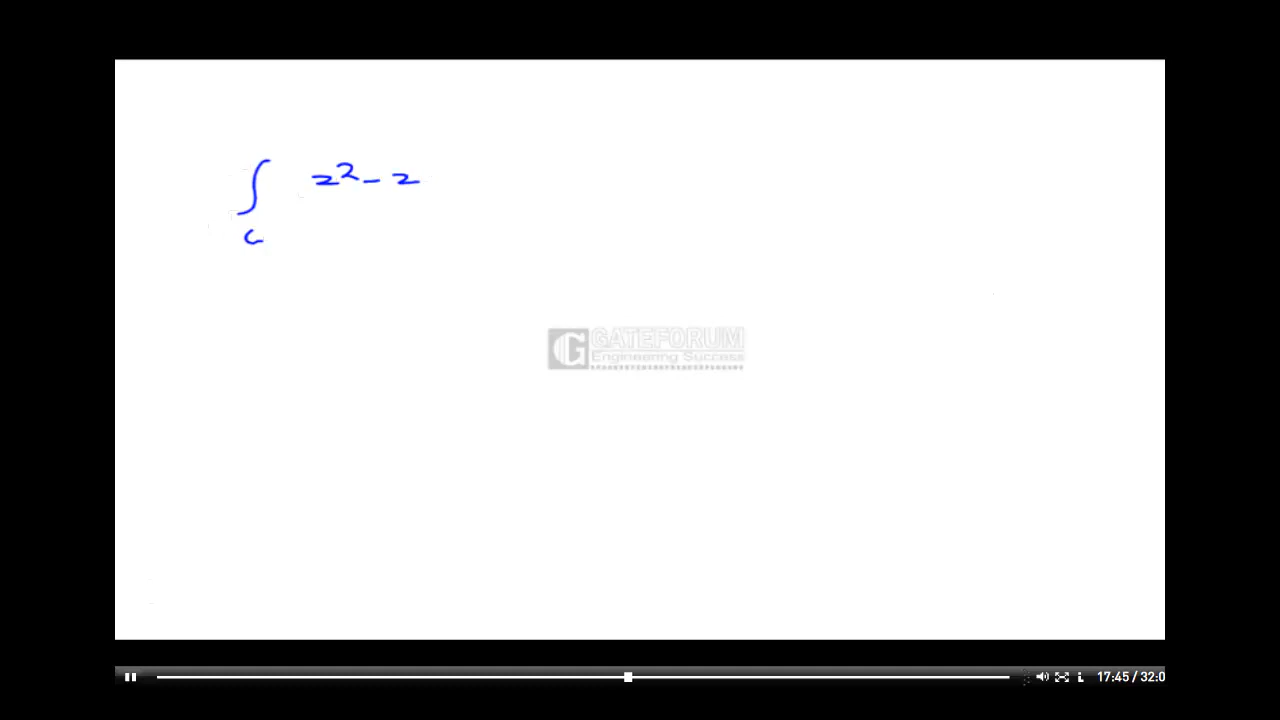 ∫ z² - z
c
GATEFORUM
Engineering Success
17:45 / 32:0